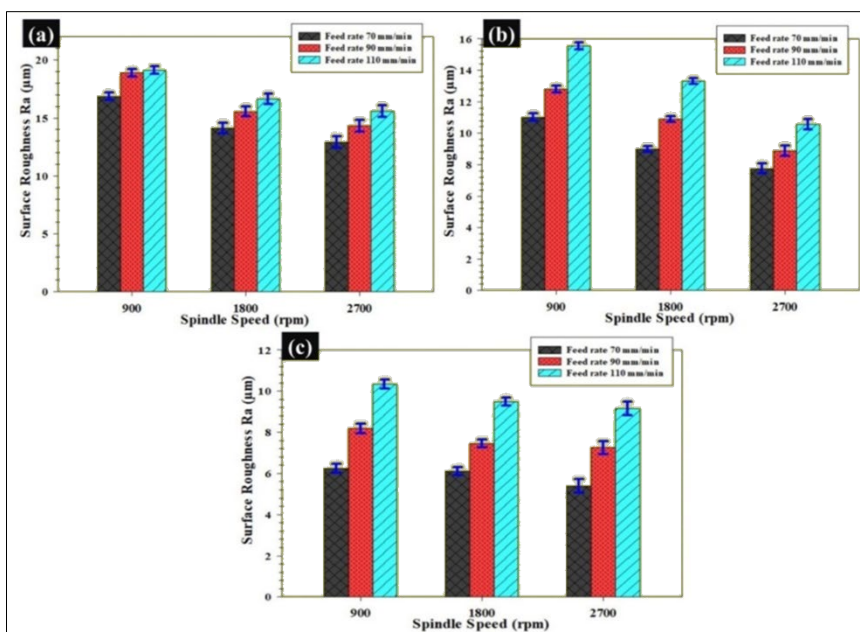 (a)
Feed rate 70 mm/min
Feed rate 90 mm/min
Feed rate 110 mm/min
Surface Roughness Ra (μm)
20
15
10
5
0
900
1800
2700
Spindle Speed (rpm)
(b)
Feed rate 70 mm/min
Feed rate 90 mm/min
Feed rate 110 mm/min
Surface Roughness Ra (μm)
16
14
12
10
8
6
4
2
0
900
1800
2700
Spindle Speed (rpm)
(c)
Feed rate 70 mm/min
Feed rate 90 mm/min
Feed rate 110 mm/min
Surface Roughness Ra (μm)
12
10
8
6
4
2
0
900
1800
2700
Spindle Speed (rpm)